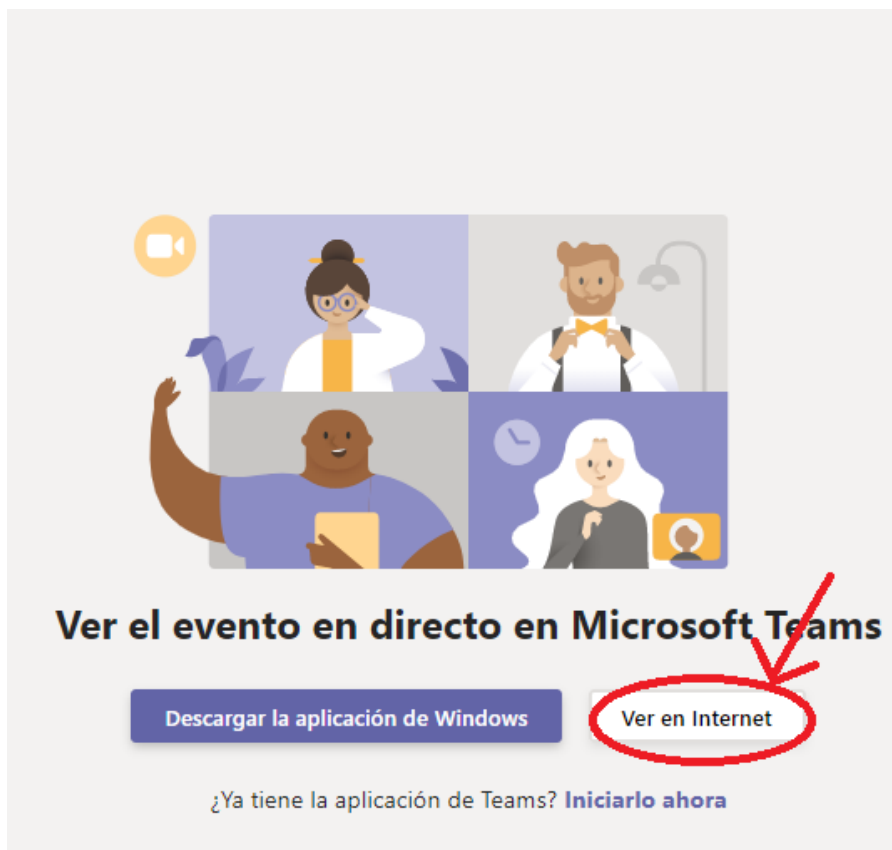 Ver el evento en directo en Microsoft Teams
Descargar la aplicación de Windows
Ver en Internet
¿Ya tiene la aplicación de Teams? Iniciarlo ahora